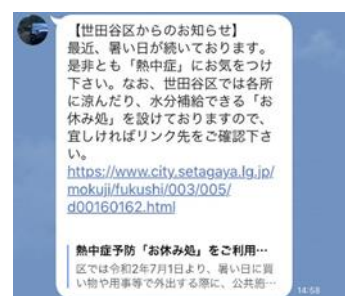 【世田谷区からのお知らせ】
最近、暑い日が続いております。
是非とも「熱中症」にお気をつけ
下さい。なお、世田谷区では各所
に涼んだり、水分補給できる「お
休み処」を設けておりますので、
宜しければリンク先をご確認下さ
い。
https://www.city.setagaya.lg.jp/
mokuji/fukushi/003/005/
d00160162.html
熱中症予防「お休み処」をご利用…
区では令和2年7月1日より、暑い日に買
い物や用事等で外出する際に、公共施…
14:58